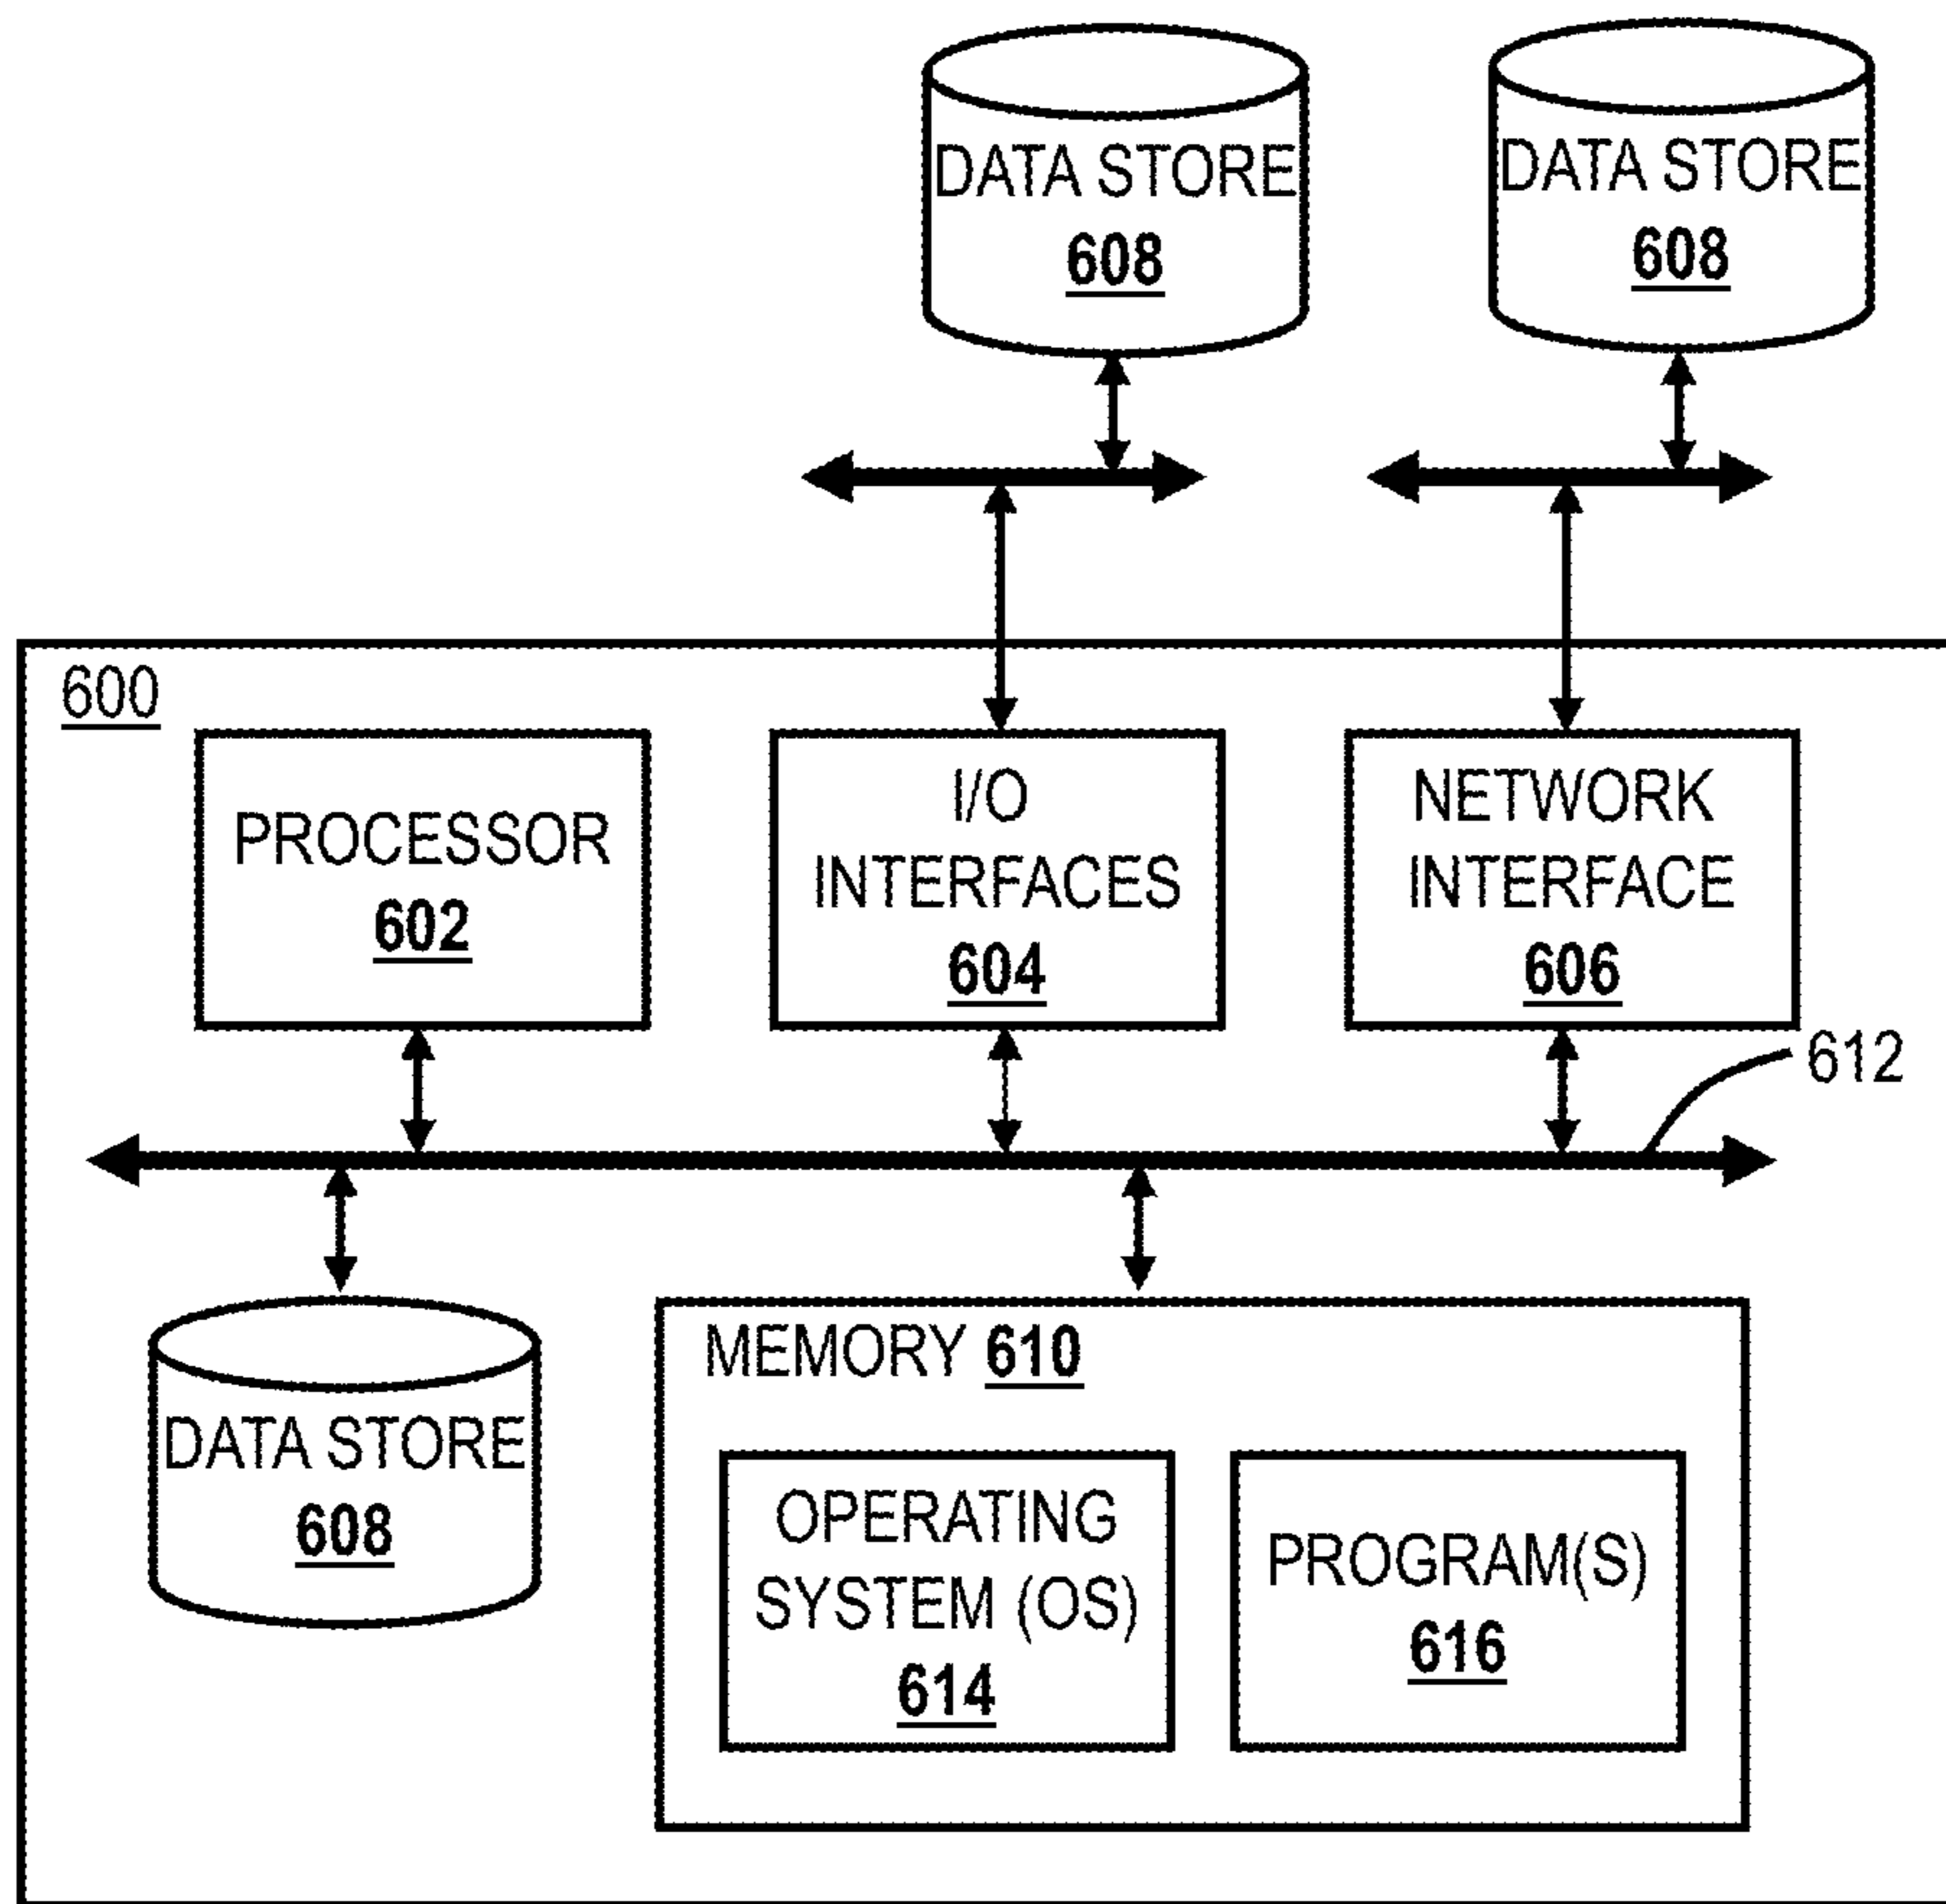 DATA STORE
608
DATA STORE
608
600
PROCESSOR
602
I/O
INTERFACES
604
NETWORK
INTERFACE
606
612
DATA STORE
608
MEMORY 610
OPERATING
SYSTEM (OS)
614
PROGRAM(S)
616